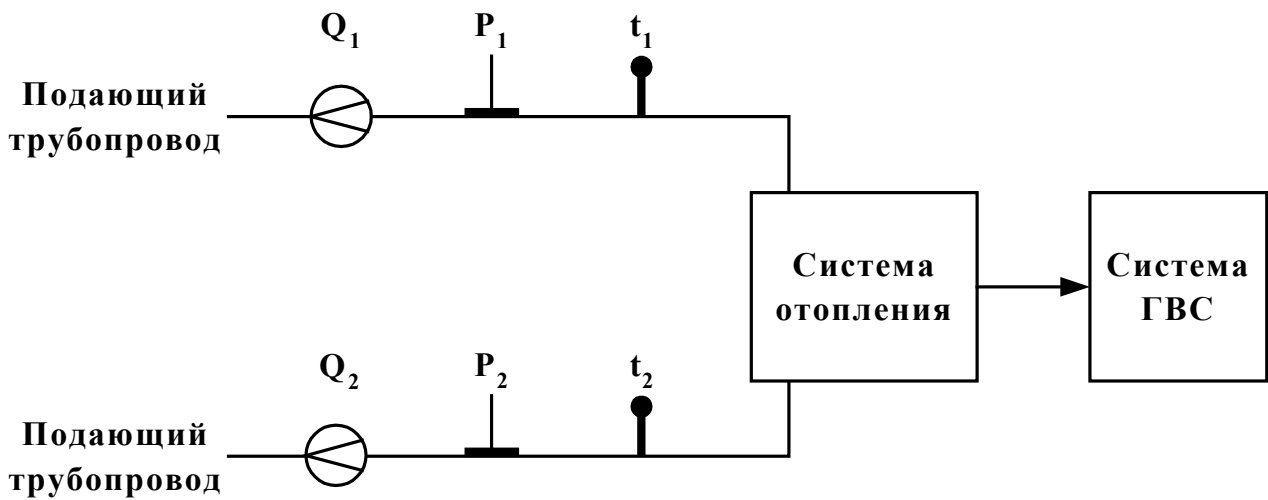 Q₁ P₁ t₁
Подающий
трубопровод
Система
отопления
Система
ГВС
Q₂ P₂ t₂
Подающий
трубопровод